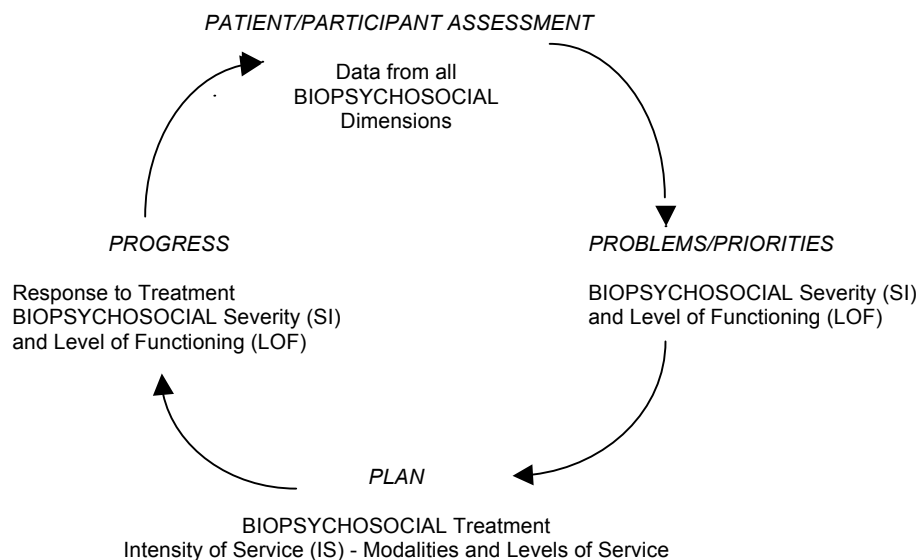 PATIENT/PARTICIPANT ASSESSMENT
Data from all
BIOPSYCHOSOCIAL
Dimensions
PROBLEMS/PRIORITIES
BIOPSYCHOSOCIAL Severity (SI)
and Level of Functioning (LOF)
PLAN
BIOPSYCHOSOCIAL Treatment
Intensity of Service (IS) - Modalities and Levels of Service
PROGRESS
Response to Treatment
BIOPSYCHOSOCIAL Severity (SI)
and Level of Functioning (LOF)